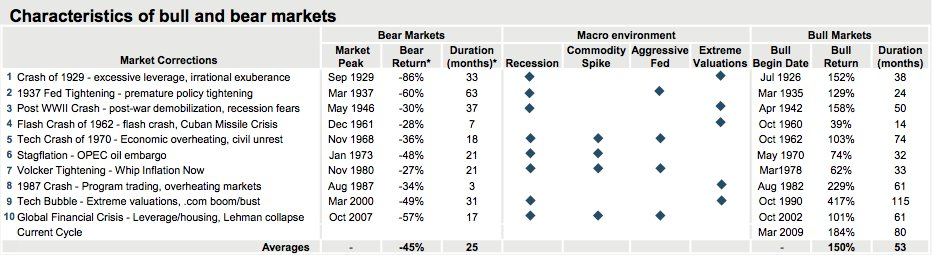 Characteristics of bull and bear markets
Bear Markets Macro environment Bull Markets
Market Corrections Market Peak Bear Return* Duration (months)* Recession Commodity Spike Aggressive Fed Extreme Valuations Bull Begin Date Bull Return Duration (months)
1 Crash of 1929 - excessive leverage, irrational exuberance Sep 1929 -86% 33 Jul 1926 152% 38
2 1937 Fed Tightening - premature policy tightening Mar 1937 -60% 63 Mar 1935 129% 24
3 Post WWII Crash - post-war demobilization, recession fears May 1946 -30% 37 Apr 1942 158% 50
4 Flash Crash of 1962 - flash crash, Cuban Missile Crisis Dec 1961 -28% 7 Oct 1960 39% 14
5 Tech Crash of 1970 - Economic overheating, civil unrest Nov 1968 -36% 18 Oct 1962 103% 74
6 Stagflation - OPEC oil embargo Jan 1973 -48% 21 May 1970 74% 32
7 Volcker Tightening - Whip Inflation Now Nov 1980 -27% 21 Mar1978 62% 33
8 1987 Crash - Program trading, overheating markets Aug 1987 -34% 3 Aug 1982 229% 61
9 Tech Bubble - Extreme valuations, .com boom/bust Mar 2000 -49% 31 Oct 1990 417% 115
10 Global Financial Crisis - Leverage/housing, Lehman collapse Oct 2007 -57% 17 Oct 2002 101% 61
Current Cycle Mar 2009 184% 80
Averages - -45% 25 - 150% 53